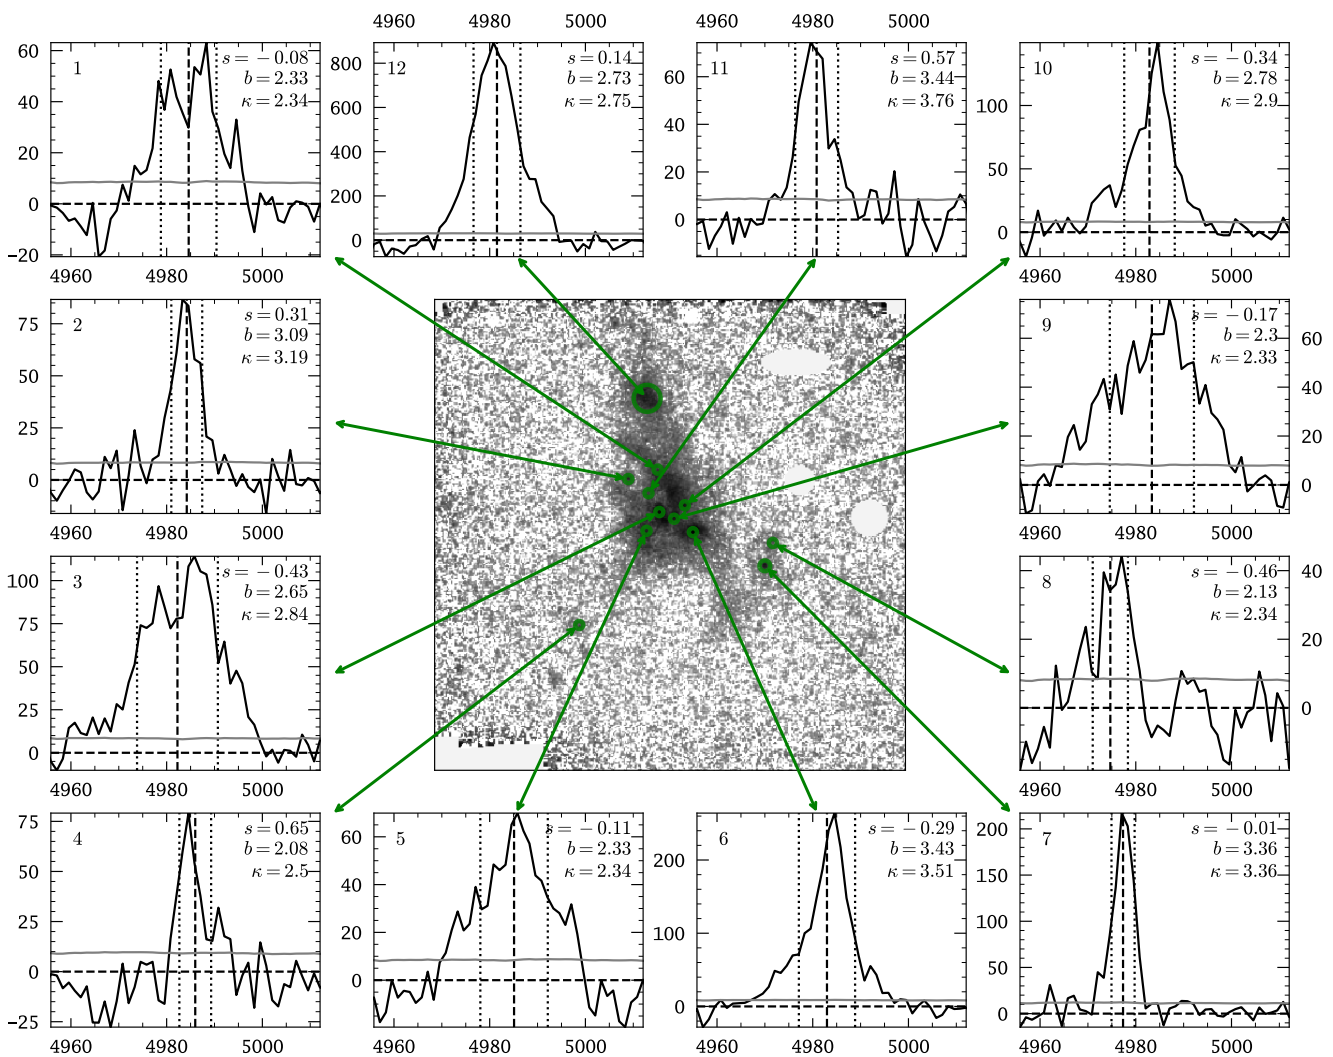 4960 4980 5000 4960 4980 5000
1
s = −0.08
b = 2.33
κ = 2.34
60
40
20
0
−20
4960 4980 5000
12
s = 0.14
b = 2.73
κ = 2.75
800
600
400
200
0
11
s = 0.57
b = 3.44
κ = 3.76
60
40
20
0
10
s = −0.34
b = 2.78
κ = 2.9
100
50
0
4960 4980 5000
2
s = 0.31
b = 3.09
κ = 3.19
75
50
25
0
4960 4980 5000
9
s = −0.17
b = 2.3
κ = 2.33
60
40
20
0
4960 4980 5000
3
s = −0.43
b = 2.65
κ = 2.84
100
75
50
25
0
4960 4980 5000
8
s = −0.46
b = 2.13
κ = 2.34
40
20
0
4960 4980 5000
4
s = 0.65
b = 2.08
κ = 2.5
75
50
25
0
−25
4960 4980 5000
5
s = −0.11
b = 2.33
κ = 2.34
60
40
20
0
4960 4980 5000
6
s = −0.29
b = 3.43
κ = 3.51
200
100
0
4960 4980 5000
7
s = −0.01
b = 3.36
κ = 3.36
200
150
100
50
0
4960 4980 5000